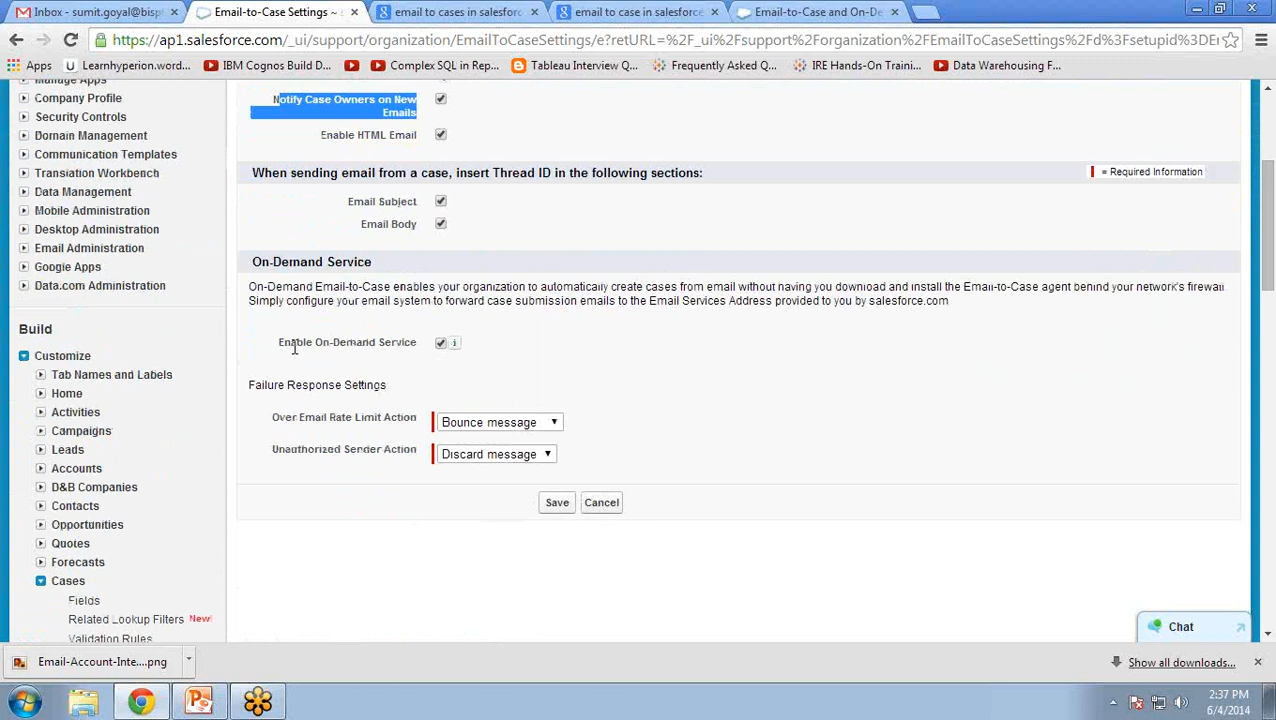 Inbox - sumit.goyal@bisp
Email-to-Case Settings ~
email to cases in salesforce
email to case in salesforce
Email-to-Case and On-De
https://ap1.salesforce.com/_ui/support/organization/EmailToCaseSettings/e?retURL=%2F_ui%2Fsupport%2Forganization%2FEmailToCaseSettings%2Fd%3Fsetupid%3DE
Apps
Learnhyperion.word...
IBM Cognos Build D...
Complex SQL in Rep...
Tableau Interview Q...
Frequently Asked Q...
IRE Hands-On Traini...
Data Warehousing F...
Manage Apps
Company Profile
Security Controls
Domain Management
Communication Templates
Translation Workbench
Data Management
Mobile Administration
Desktop Administration
Email Administration
Google Apps
Data.com Administration
Build
Customize
Tab Names and Labels
Home
Activities
Campaigns
Leads
Accounts
D&B Companies
Contacts
Opportunities
Quotes
Forecasts
Cases
Fields
Related Lookup Filters New!
Validation Rules
Notify Case Owners on New
Emails
Enable HTML Email
When sending email from a case, insert Thread ID in the following sections:
= Required Information
Email Subject
Email Body
On-Demand Service
On-Demand Email-to-Case enables your organization to automatically create cases from email without having you download and install the Email-to-Case agent behind your network's firewall
Simply configure your email system to forward case submission emails to the Email Services Address provided to you by salesforce.com
Enable On-Demand Service
i
Failure Response Settings
Over Email Rate Limit Action
Bounce message
Unauthorized Sender Action
Discard message
Save
Cancel
Chat
Email-Account-Inte....png
Show all downloads...
2:37 PM
6/4/2014